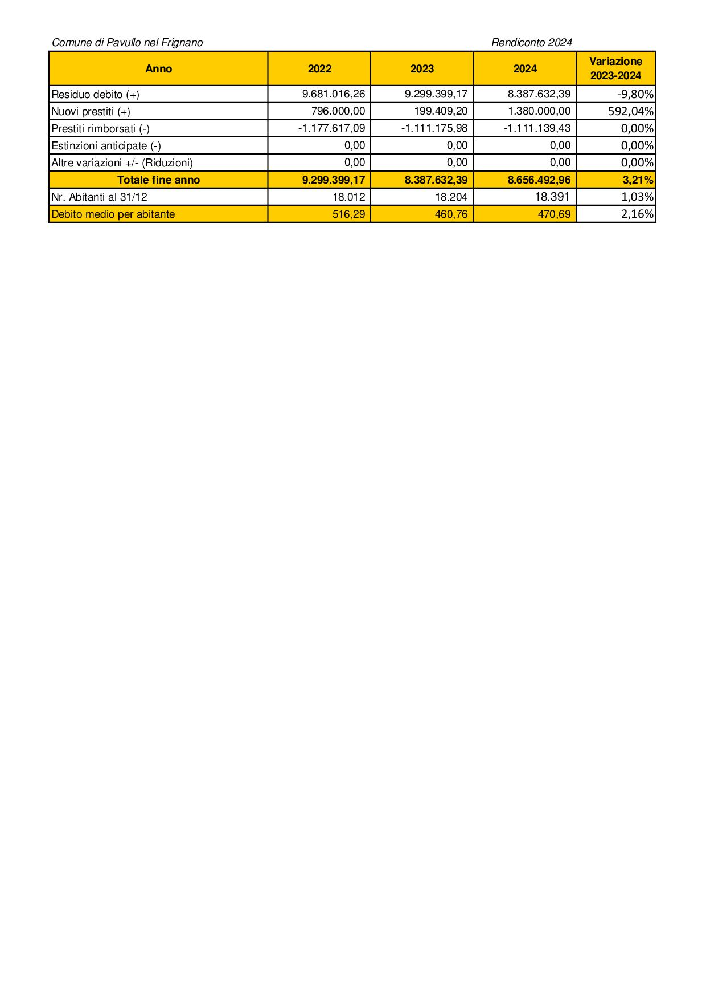 Comune di Pavullo nel Frignano Rendiconto 2024
Anno 2022 2023 2024 Variazione 2023-2024
Residuo debito (+) 9.681.016,26 9.299.399,17 8.387.632,39 -9,80%
Nuovi prestiti (+) 796.000,00 199.409,20 1.380.000,00 592,04%
Prestiti rimborsati (-) -1.177.617,09 -1.111.175,98 -1.111.139,43 0,00%
Estinzioni anticipate (-) 0,00 0,00 0,00 0,00%
Altre variazioni +/- (Riduzioni) 0,00 0,00 0,00 0,00%
Totale fine anno 9.299.399,17 8.387.632,39 8.656.492,96 3,21%
Nr. Abitanti al 31/12 18.012 18.204 18.391 1,03%
Debito medio per abitante 516,29 460,76 470,69 2,16%